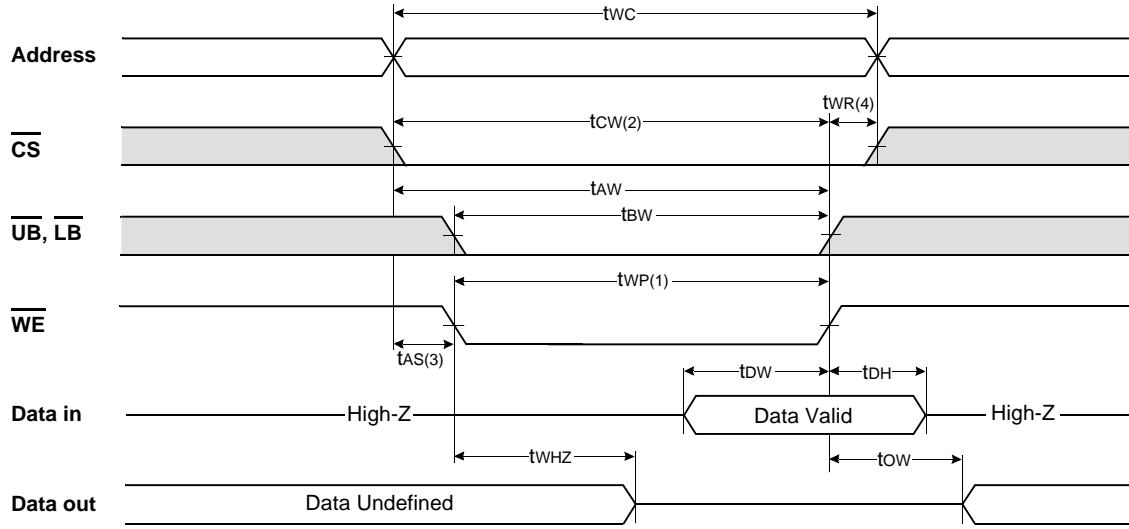 tWC
Address
tWR(4)
tCW(2)
CS
tAW
tBW
UB, LB
tWP(1)
WE
tAS(3)
tDW
tDH
Data in
High-Z
Data Valid
High-Z
tWHZ
tOW
Data out
Data Undefined